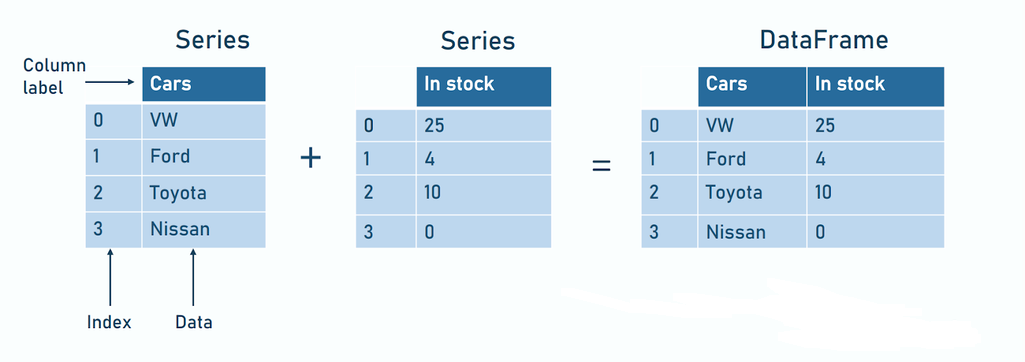 Series
Column
label
Cars
0 VW
1 Ford
2 Toyota
3 Nissan
Index
Data
+
Series
In stock
0 25
1 4
2 10
3 0
=
DataFrame
Cars In stock
0 VW 25
1 Ford 4
2 Toyota 10
3 Nissan 0